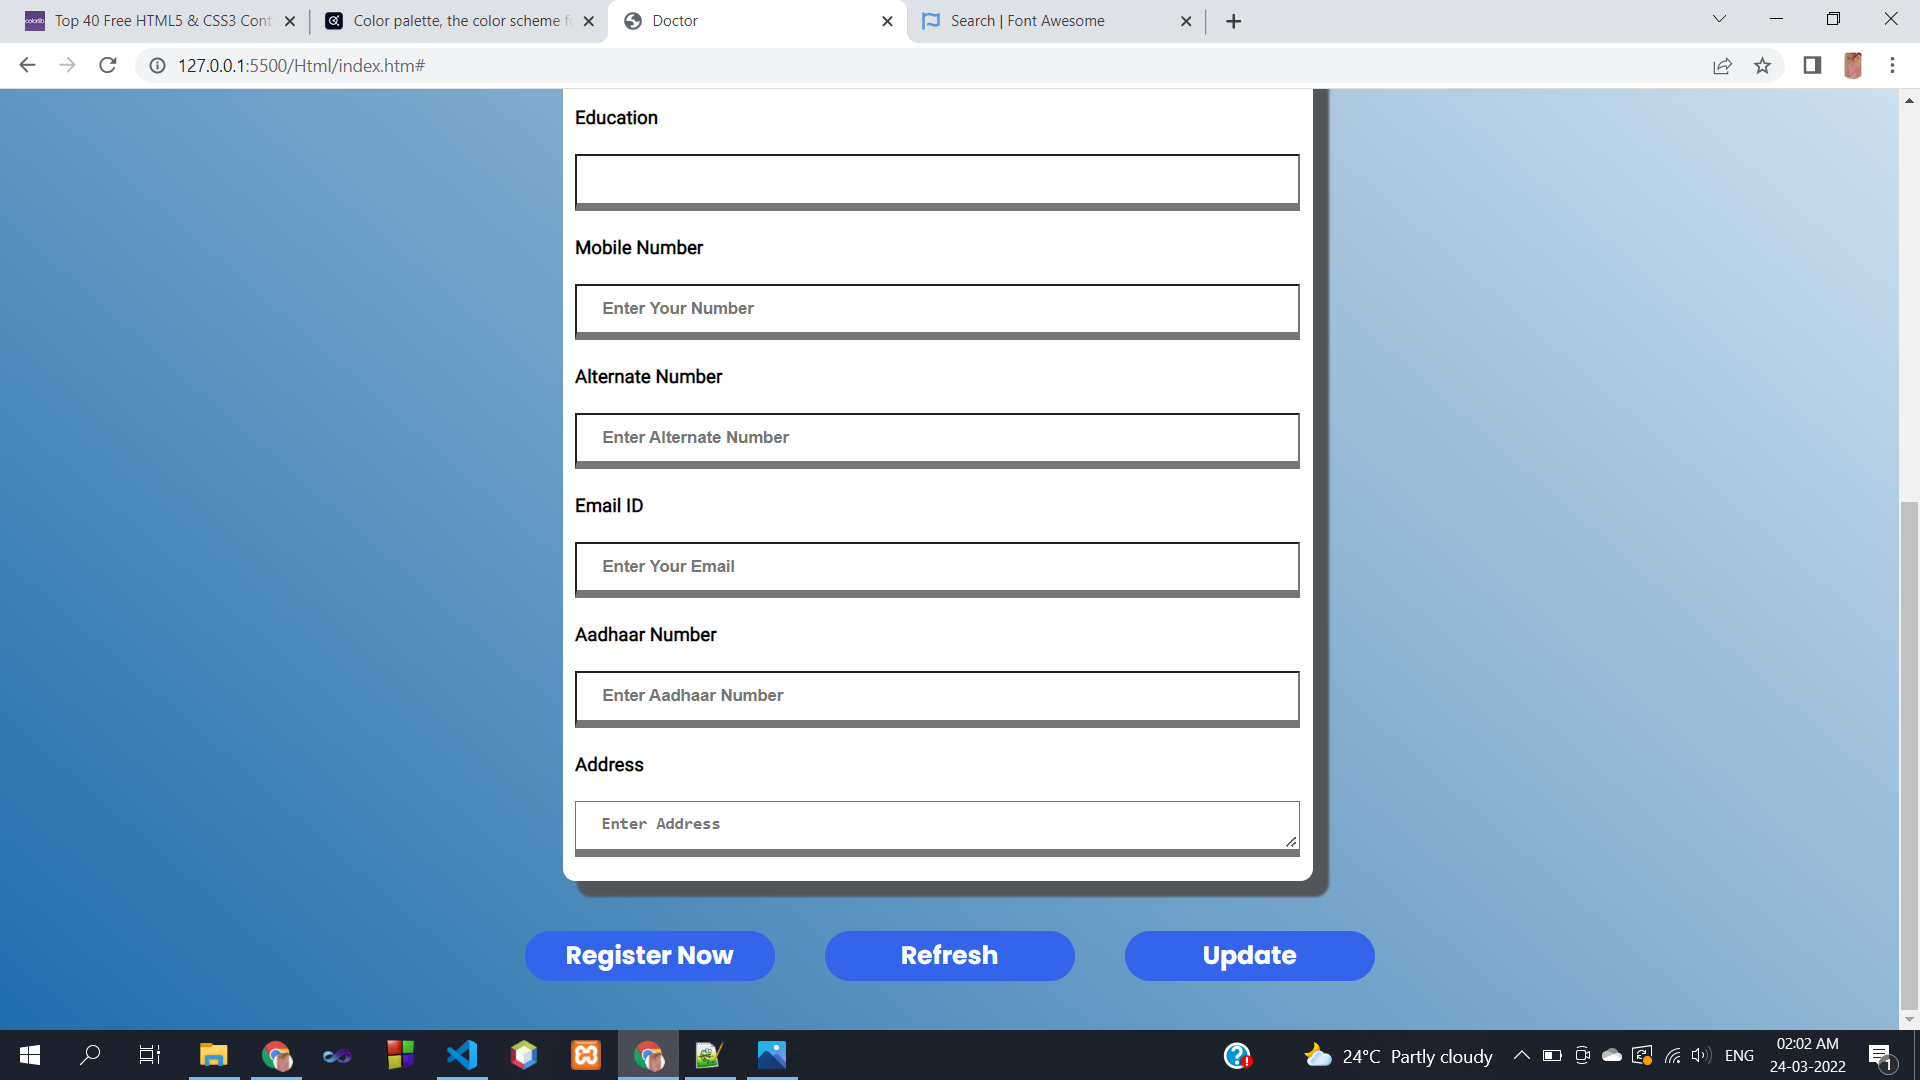 Top 40 Free HTML5 & CSS3 Cont
Color palette, the color scheme f
Doctor
Search | Font Awesome
127.0.0.1:5500/Html/index.htm#
Education
Mobile Number
Enter Your Number
Alternate Number
Enter Alternate Number
Email ID
Enter Your Email
Aadhaar Number
Enter Aadhaar Number
Address
Enter Address
Register Now
Refresh
Update
24°C Partly cloudy
ENG
02:02 AM
24-03-2022
1